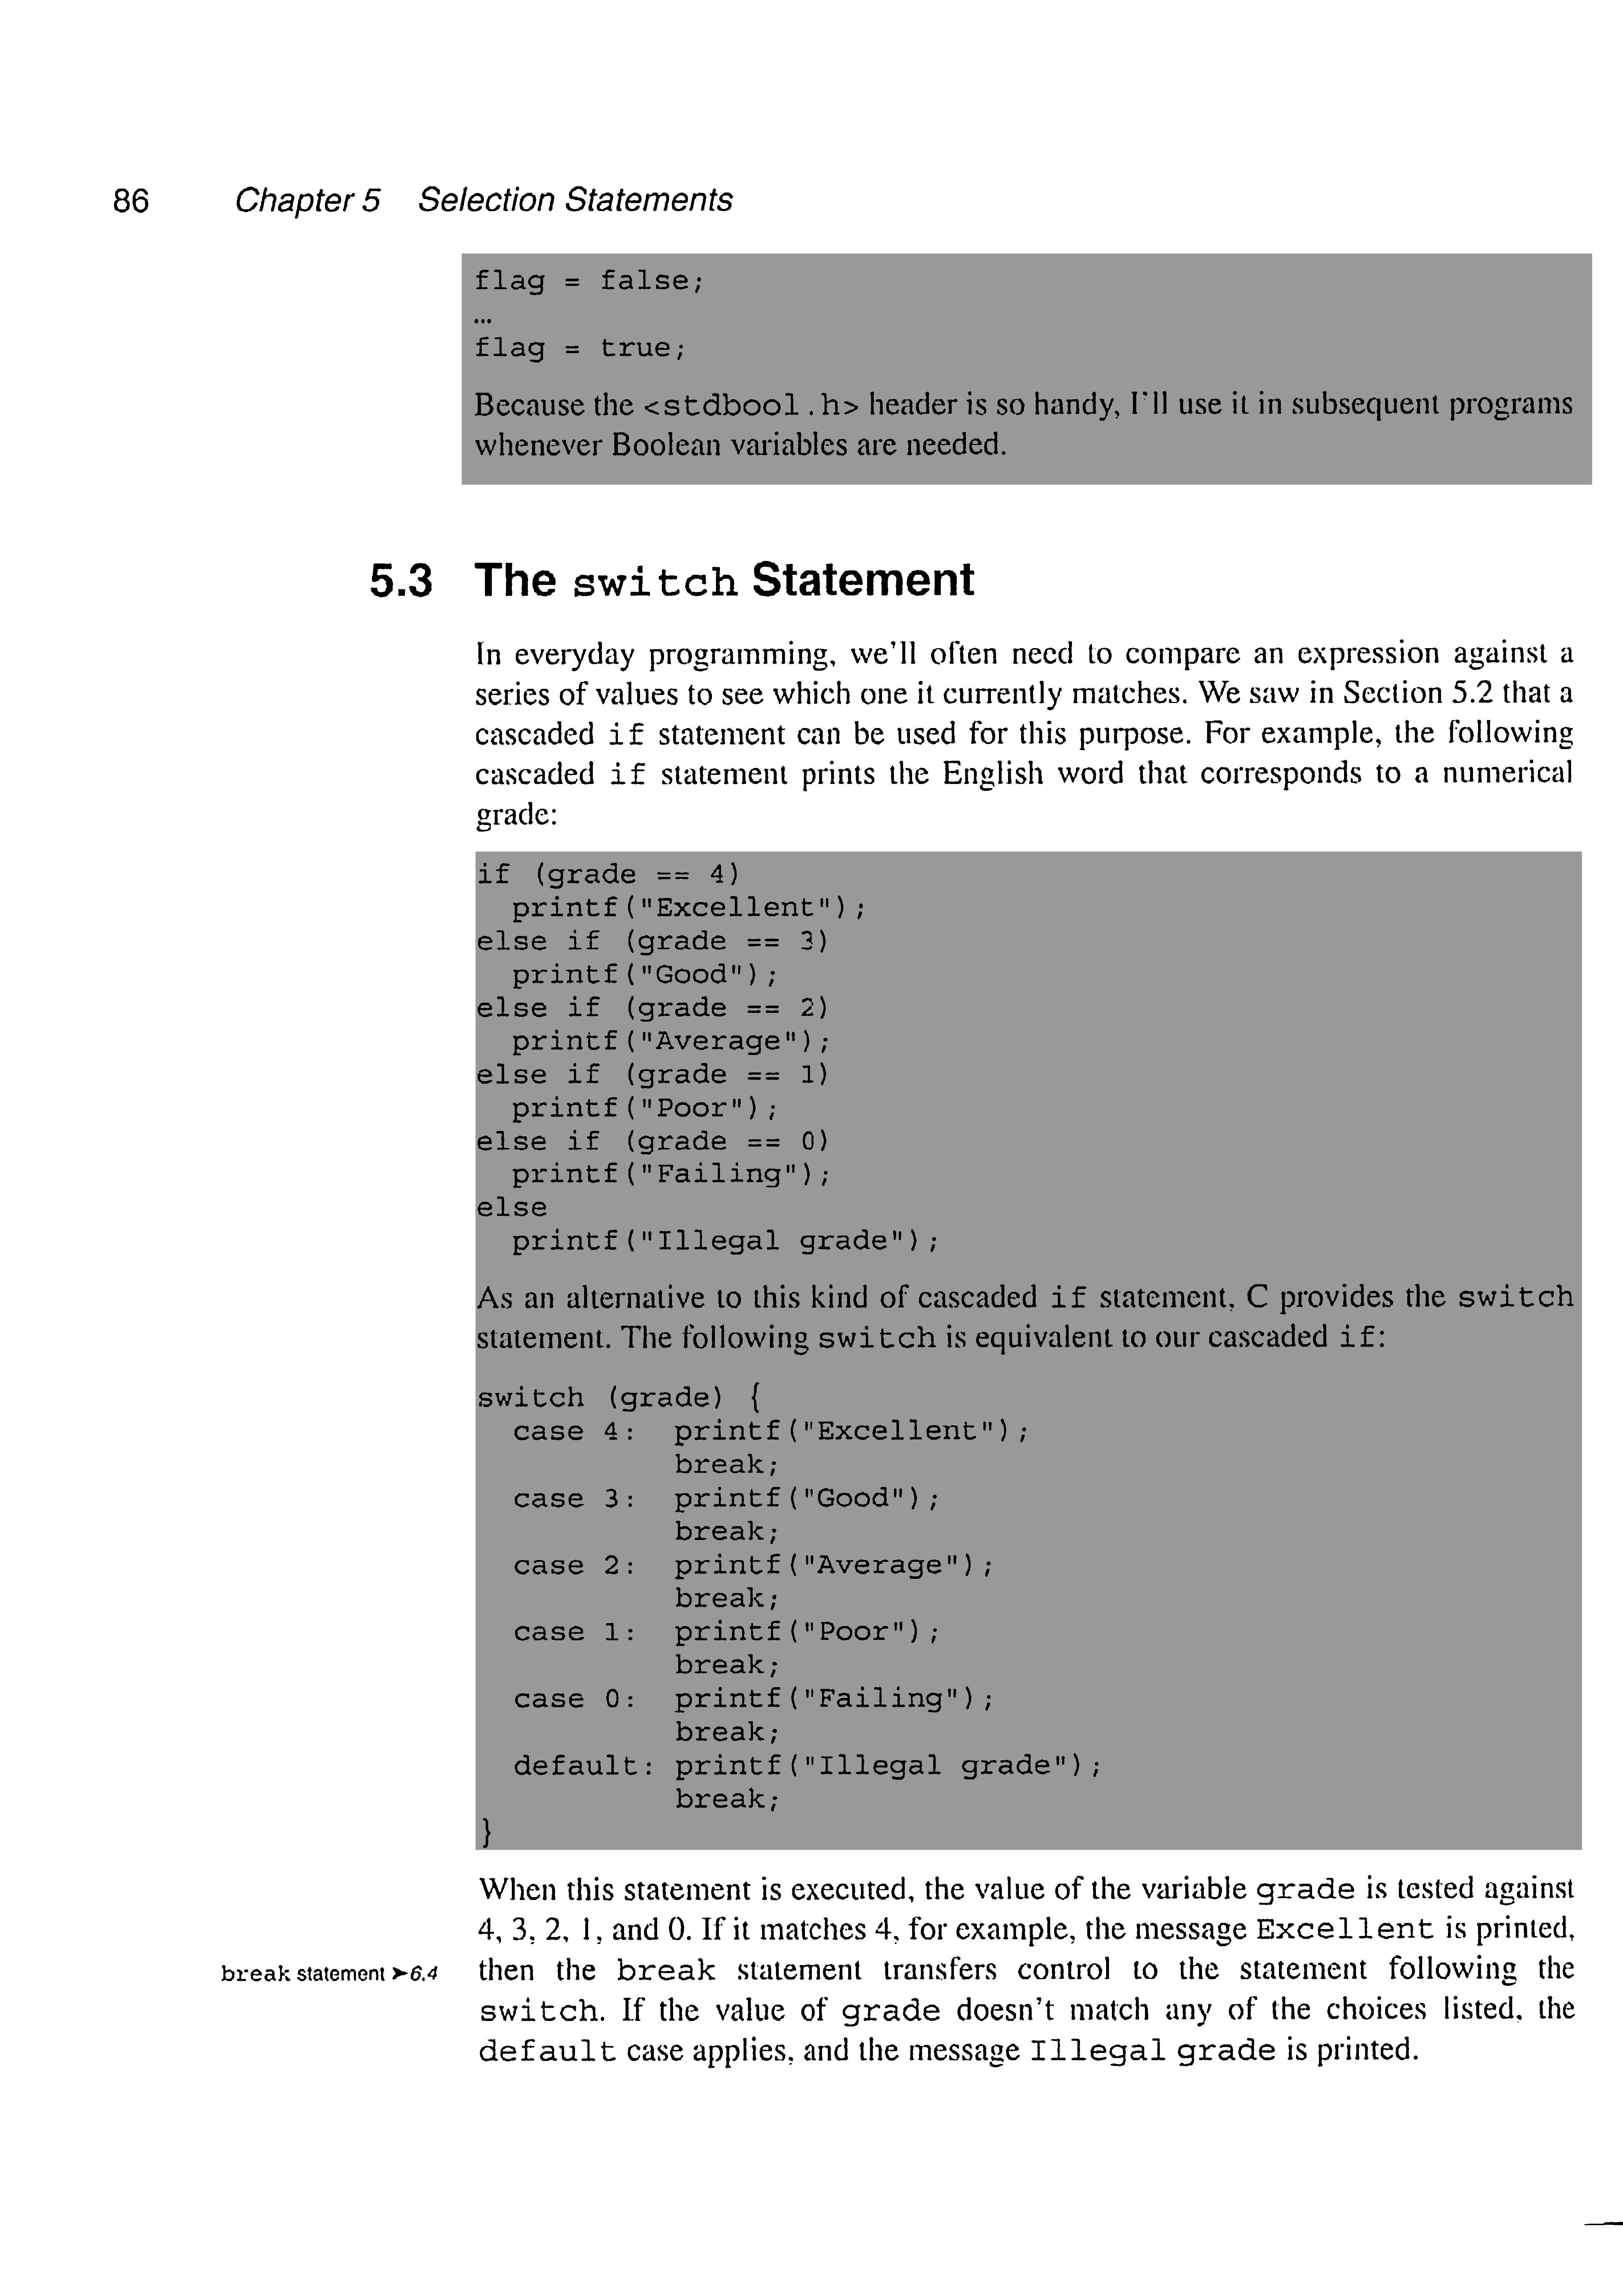 86 Chapter 5 Selection Statements
flag = false;
…
flag = true;
Because the <stdbool.h> header is so handy, I'll use it in subsequent programs
whenever Boolean variables are needed.
5.3 The switch Statement
In everyday programming, we'll often need to compare an expression against a
series of values to see which one it currently matches. We saw in Section 5.2 that a
cascaded if statement can be used for this purpose. For example, the following
cascaded if statement prints the English word that corresponds to a numerical
grade:
if (grade == 4)
  printf("Excellent");
else if (grade == 3)
  printf("Good");
else if (grade == 2)
  printf("Average");
else if (grade == 1)
  printf("Poor");
else if (grade == 0)
  printf("Failing");
else
  printf("Illegal grade");
As an alternative to this kind of cascaded if statement, C provides the switch
statement. The following switch is equivalent to our cascaded if:
switch (grade) {
  case 4:  printf("Excellent");
           break;
  case 3:  printf("Good");
           break;
  case 2:  printf("Average");
           break;
  case 1:  printf("Poor");
           break;
  case 0:  printf("Failing");
           break;
  default: printf("Illegal grade");
           break;
}
When this statement is executed, the value of the variable grade is tested against
4, 3, 2, 1, and 0. If it matches 4, for example, the message Excellent is printed,
break statement ➤6.4 then the break statement transfers control to the statement following the
switch. If the value of grade doesn't match any of the choices listed, the
default case applies, and the message Illegal grade is printed.